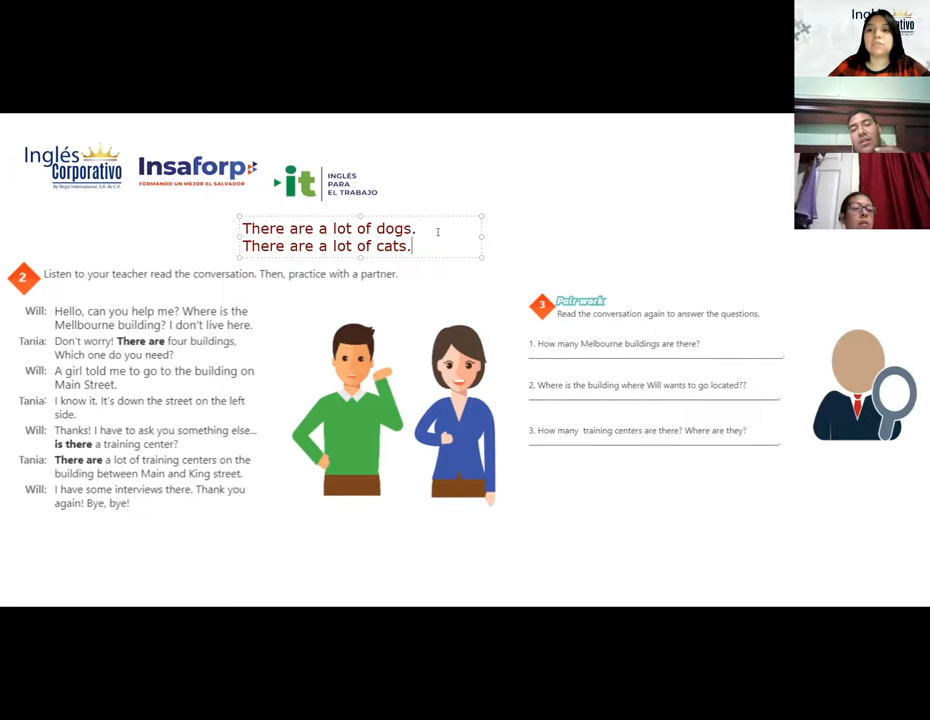 Inglés
Corporativo
By Regal International, S.A. de C.V.
Insaforp
FORMANDO UN MEJOR EL SALVADOR
it
INGLÉS
PARA
EL TRABAJO
There are a lot of dogs.
There are a lot of cats.
2
Listen to your teacher read the conversation. Then, practice with a partner.
Will: Hello, can you help me? Where is the
Mellbourne building? I don't live here.
Tania: Don't worry! There are four buildings,
Which one do you need?
Will: A girl told me to go to the building on
Main Street.
Tania: I know it. It's down the street on the left
side.
Will: Thanks! I have to ask you something else...
is there a training center?
Tania: There are a lot of training centers on the
building between Main and King street.
Will: I have some interviews there. Thank you
again! Bye, bye!
3
Pair work
Read the conversation again to answer the questions.
1. How many Melbourne buildings are there?
2. Where is the building where Will wants to go located??
3. How many training centers are there? Where are they?